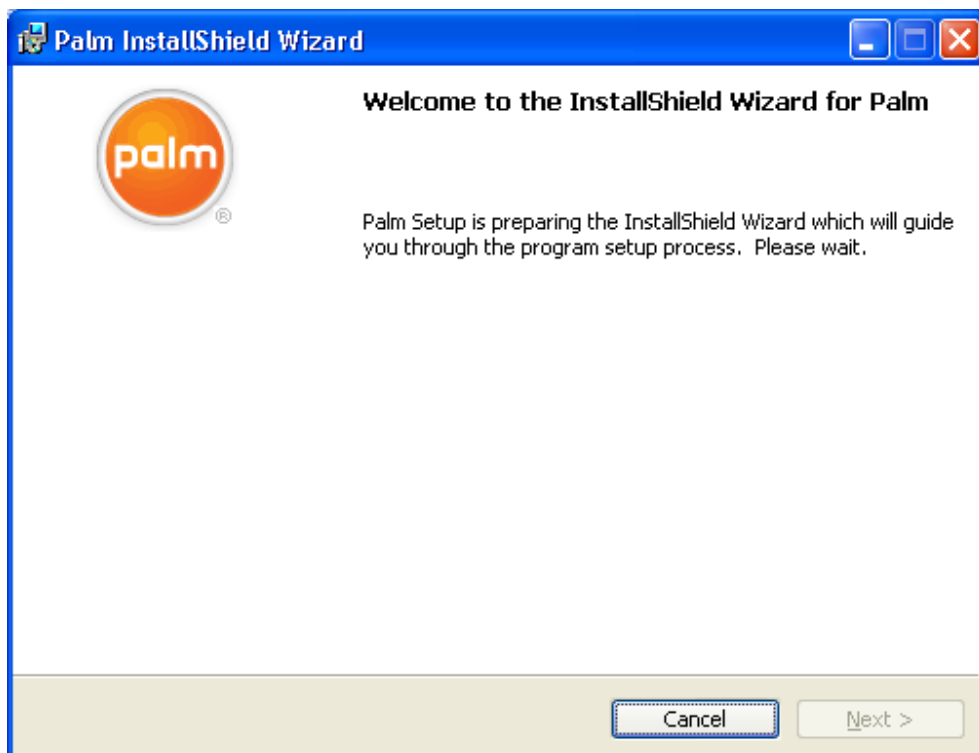 Palm InstallShield Wizard
Welcome to the InstallShield Wizard for Palm
palm
®
Palm Setup is preparing the InstallShield Wizard which will guide
you through the program setup process.  Please wait.
Cancel
Next >